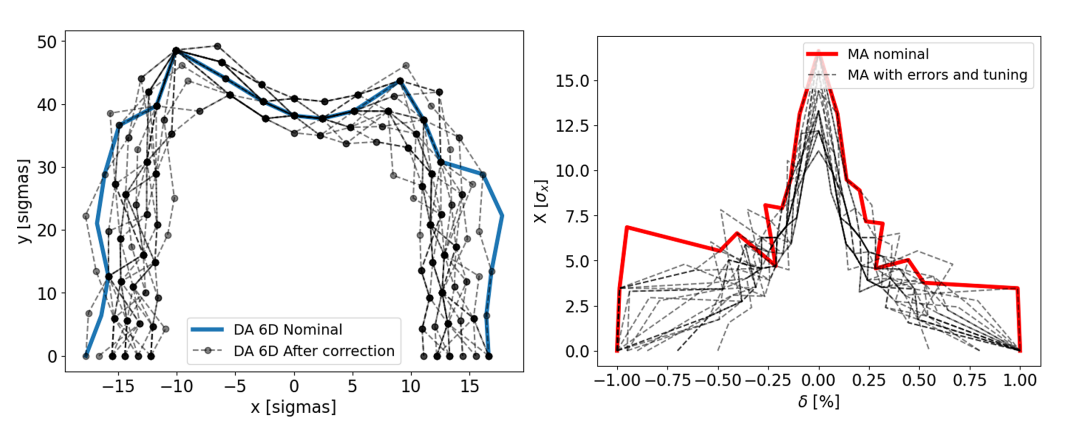 50
40
30
20
10
0
y [sigmas]
DA 6D Nominal
DA 6D After correction
−15 −10 −5 0 5 10 15
x [sigmas]
MA nominal
MA with errors and tuning
15.0
12.5
10.0
7.5
5.0
2.5
0.0
X [σx]
−1.00 −0.75 −0.50 −0.25 0.00 0.25 0.50 0.75 1.00
δ [%]